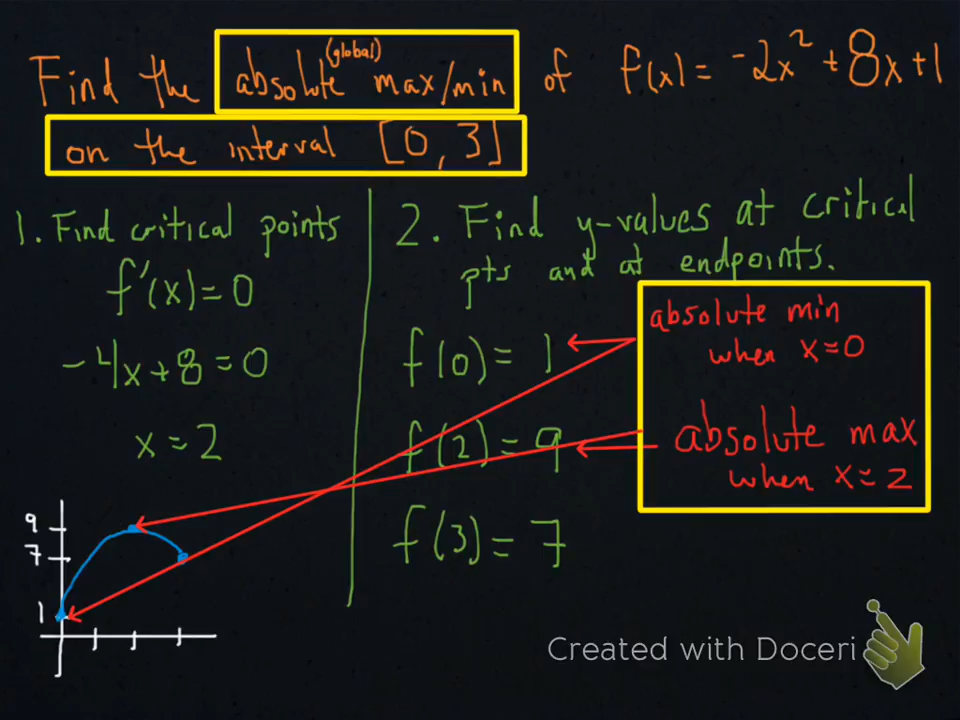 Find the absolute (global) max/min of f(x) = -2x² + 8x + 1
on the interval [0, 3]
1. Find critical points
f'(x) = 0
-4x + 8 = 0
x = 2
2. Find y-values at critical
pts and at endpoints.
f(0) = 1
f(2) = 9
f(3) = 7
absolute min
when x = 0
absolute max
when x = 2
9
7
1
Created with Doceri